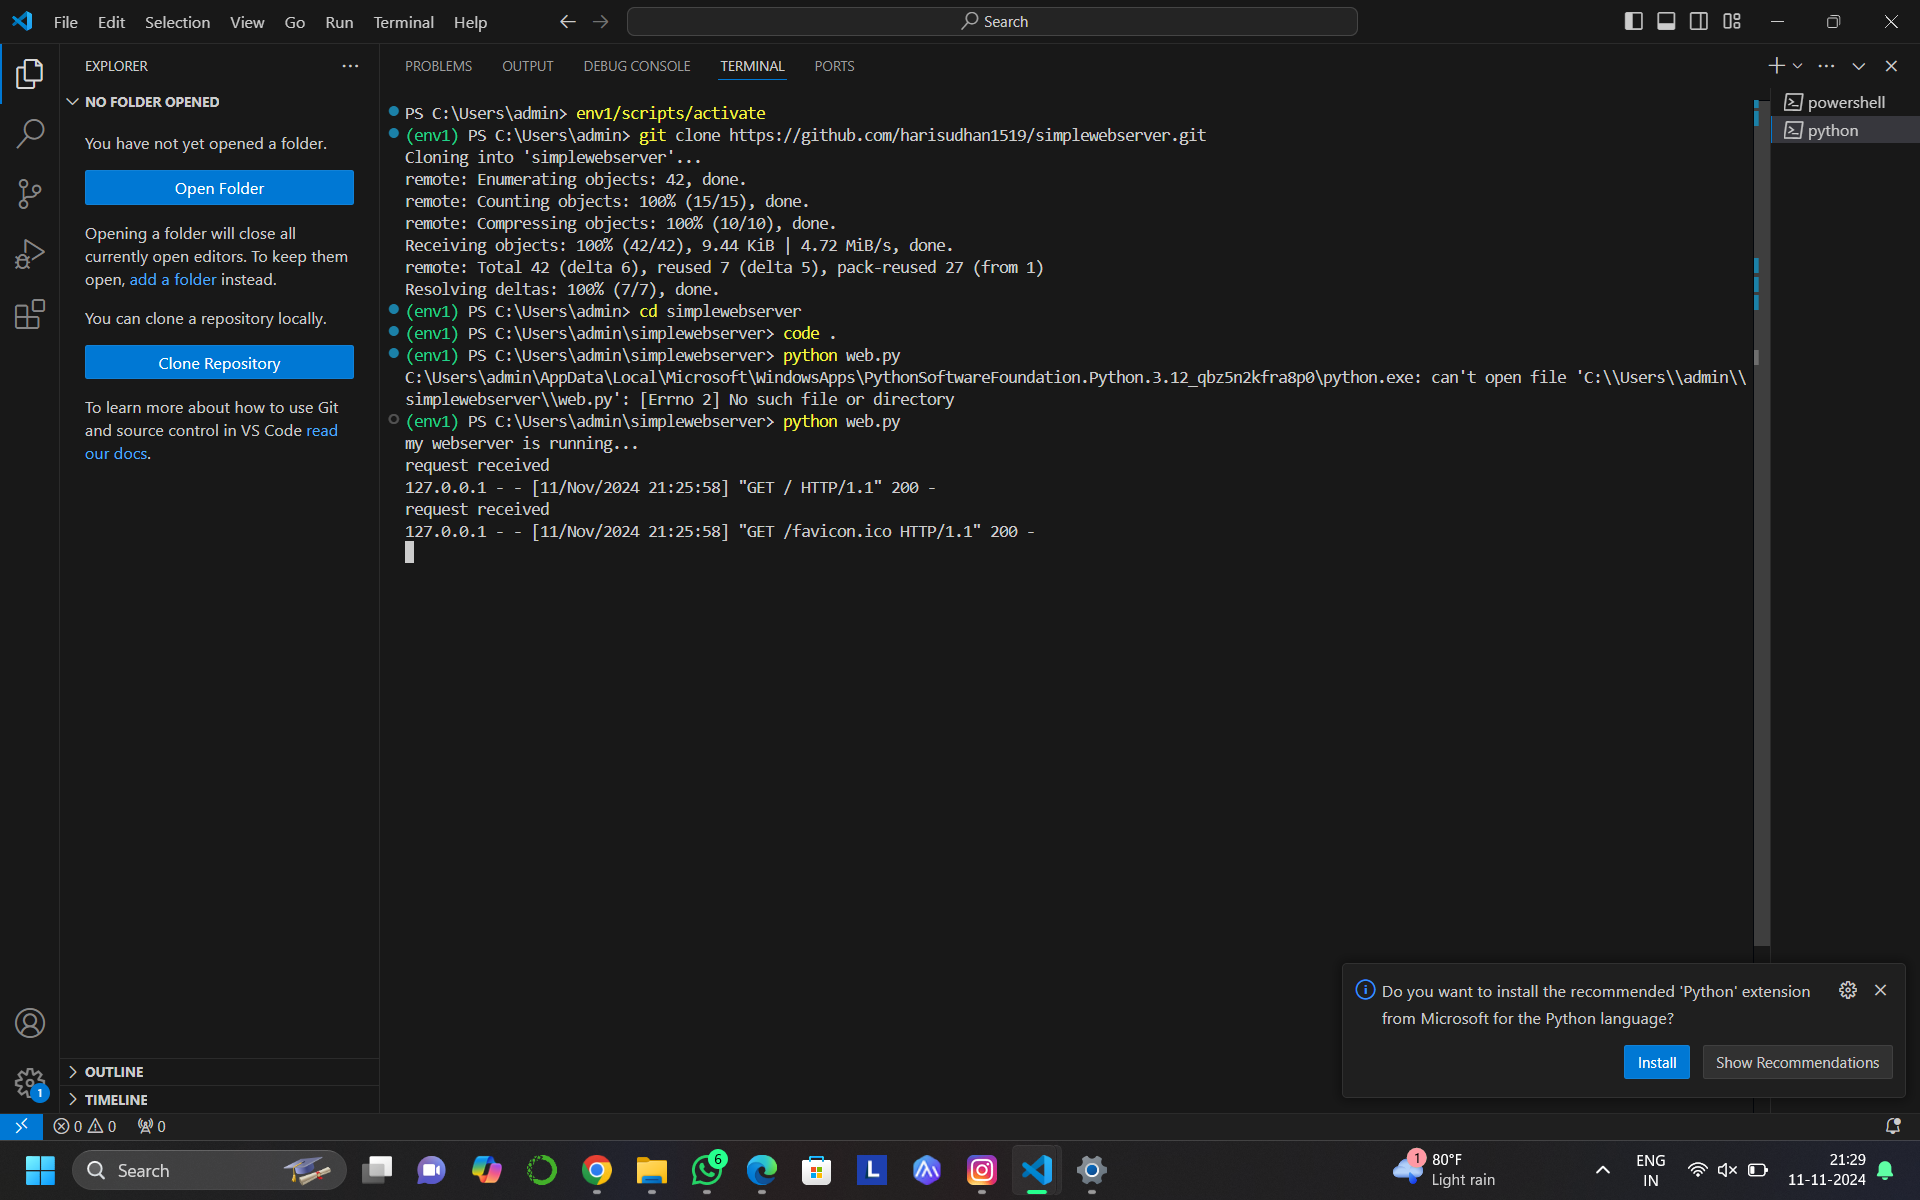 File Edit Selection View Go Run Terminal Help
Search
EXPLORER
NO FOLDER OPENED
You have not yet opened a folder.
Open Folder
Opening a folder will close all
currently open editors. To keep them
open, add a folder instead.
You can clone a repository locally.
Clone Repository
To learn more about how to use Git
and source control in VS Code read
our docs.
OUTLINE
TIMELINE
PROBLEMS OUTPUT DEBUG CONSOLE TERMINAL PORTS
PS C:\Users\admin> env1/scripts/activate
(env1) PS C:\Users\admin> git clone https://github.com/harisudhan1519/simplewebserver.git
Cloning into 'simplewebserver'...
remote: Enumerating objects: 42, done.
remote: Counting objects: 100% (15/15), done.
remote: Compressing objects: 100% (10/10), done.
Receiving objects: 100% (42/42), 9.44 KiB | 4.72 MiB/s, done.
remote: Total 42 (delta 6), reused 7 (delta 5), pack-reused 27 (from 1)
Resolving deltas: 100% (7/7), done.
(env1) PS C:\Users\admin> cd simplewebserver
(env1) PS C:\Users\admin\simplewebserver> code .
(env1) PS C:\Users\admin\simplewebserver> python web.py
C:\Users\admin\AppData\Local\Microsoft\WindowsApps\PythonSoftwareFoundation.Python.3.12_qbz5n2kfra8p0\python.exe: can't open file 'C:\\Users\\admin\\
simplewebserver\\web.py': [Errno 2] No such file or directory
(env1) PS C:\Users\admin\simplewebserver> python web.py
my webserver is running...
request received
127.0.0.1 - - [11/Nov/2024 21:25:58] "GET / HTTP/1.1" 200 -
request received
127.0.0.1 - - [11/Nov/2024 21:25:58] "GET /favicon.ico HTTP/1.1" 200 -
powershell
python
Do you want to install the recommended 'Python' extension
from Microsoft for the Python language?
Install Show Recommendations
1
0 0 0
Search
6
L
1
80°F
Light rain
ENG
IN
21:29
11-11-2024